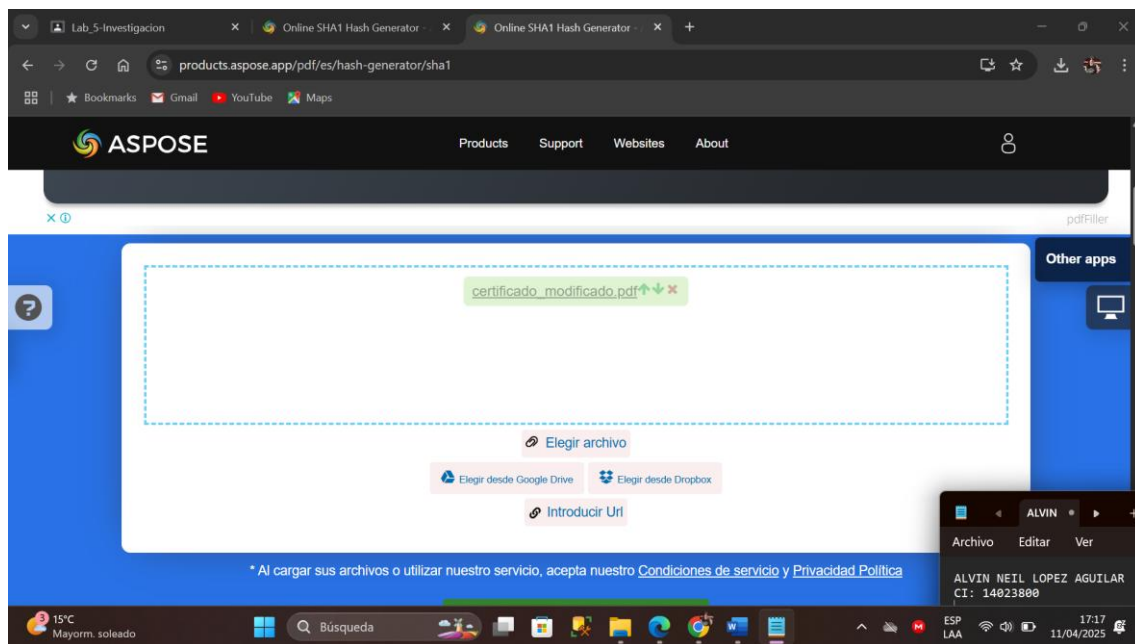 Lab_5-Investigacion
Online SHA1 Hash Generator -
Online SHA1 Hash Generator -
products.aspose.app/pdf/es/hash-generator/sha1
Bookmarks Gmail YouTube Maps
ASPOSE Products Support Websites About
pdfFiller
Other apps
certificado_modificado.pdf
Elegir archivo
Elegir desde Google Drive Elegir desde Dropbox
Introducir Url
* Al cargar sus archivos o utilizar nuestro servicio, acepta nuestro Condiciones de servicio y Privacidad Política
ALVIN
Archivo Editar Ver
ALVIN NEIL LOPEZ AGUILAR
CI: 14023800
3 15°C
Mayorm. soleado
Búsqueda
ESP
LAA
17:17
11/04/2025